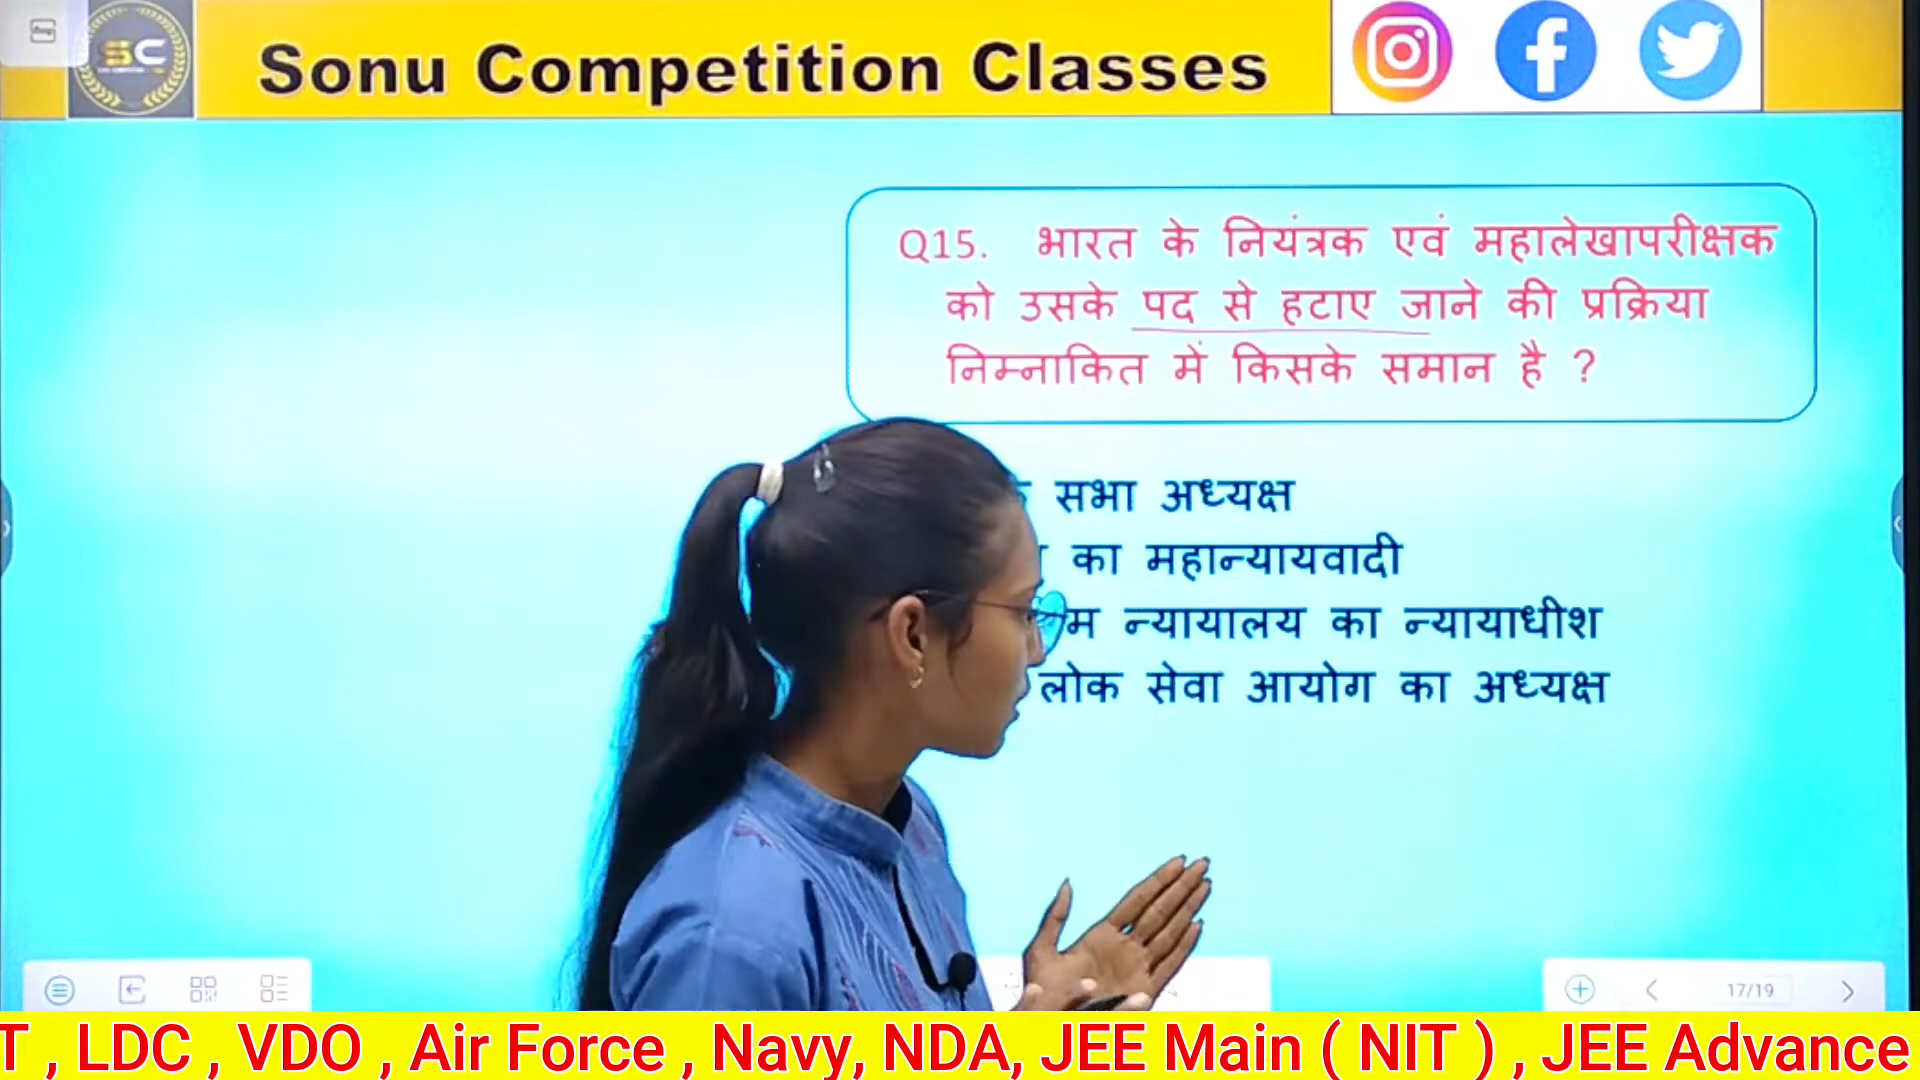 SC
Sonu Competition Classes
Q15. भारत के नियंत्रक एवं महालेखापरीक्षक
को उसके पद से हटाए जाने की प्रक्रिया
निम्नाकित में किसके समान है ?
सभा अध्यक्ष
का महान्यायवादी
न्यायालय का न्यायाधीश
लोक सेवा आयोग का अध्यक्ष
17/19
T , LDC , VDO , Air Force , Navy, NDA, JEE Main ( NIT ) , JEE Advance